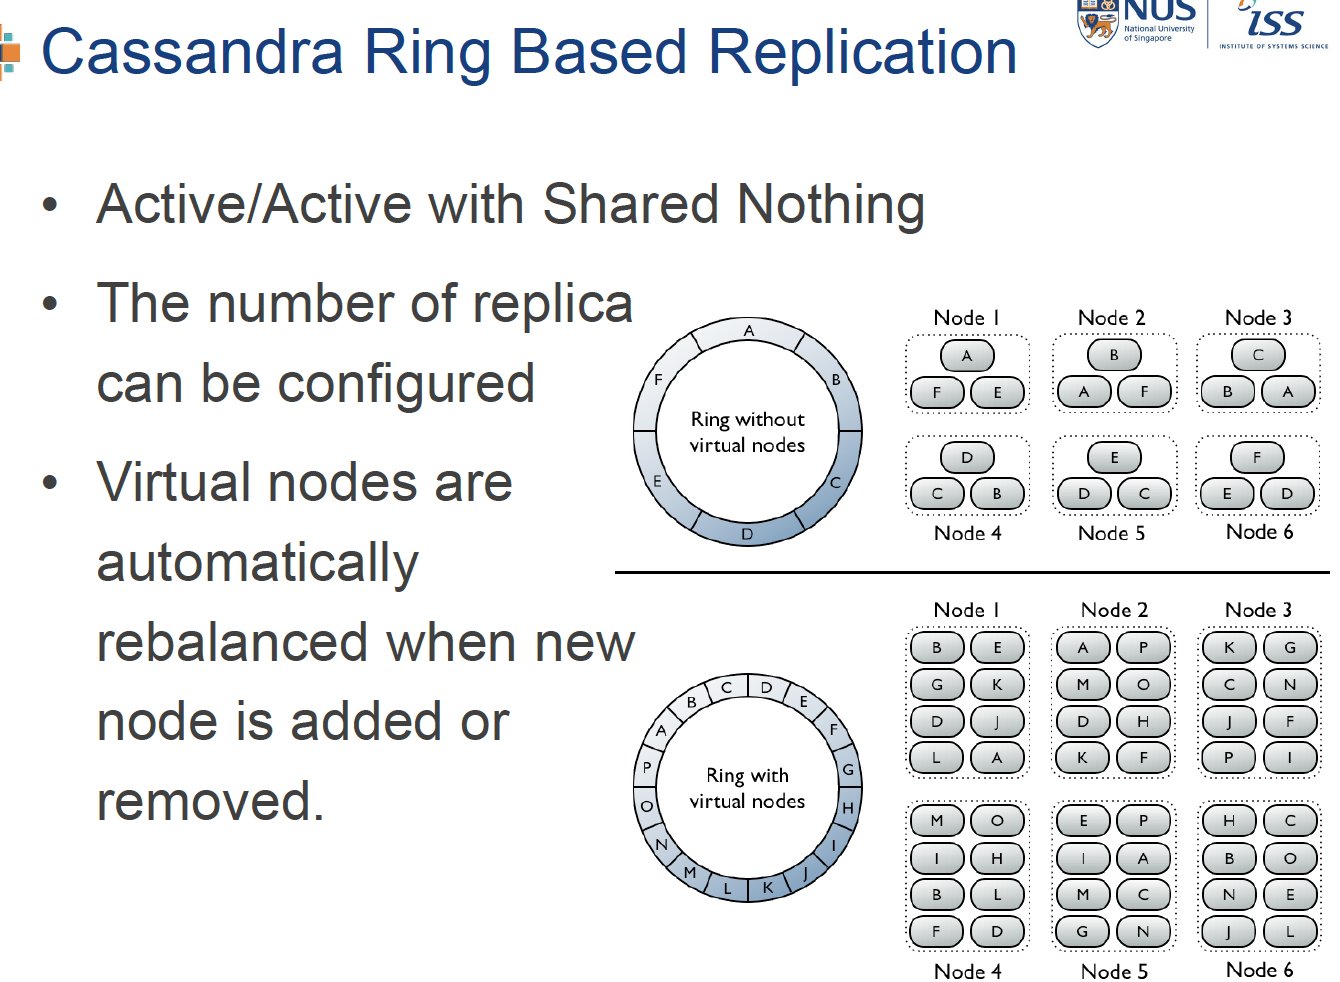 Cassandra Ring Based Replication
NUS
National University
of Singapore
iss
INSTITUTE OF SYSTEMS SCIENCE
• Active/Active with Shared Nothing
• The number of replica
can be configured
• Virtual nodes are
automatically
rebalanced when new
node is added or
removed.
A
F B
Ring without
virtual nodes
E C
D
Node 1 Node 2 Node 3
A B C
F E A F B A
D E F
C B D C E D
Node 4 Node 5 Node 6
C D
B E
A F
P G
Ring with
virtual nodes
O H
N I
M J
L K
Node 1 Node 2 Node 3
B E A P K G
G K M O C N
D J D H J F
L A K F P I
M O E P H C
I H I A B O
B L M C N E
F D G N J L
Node 4 Node 5 Node 6